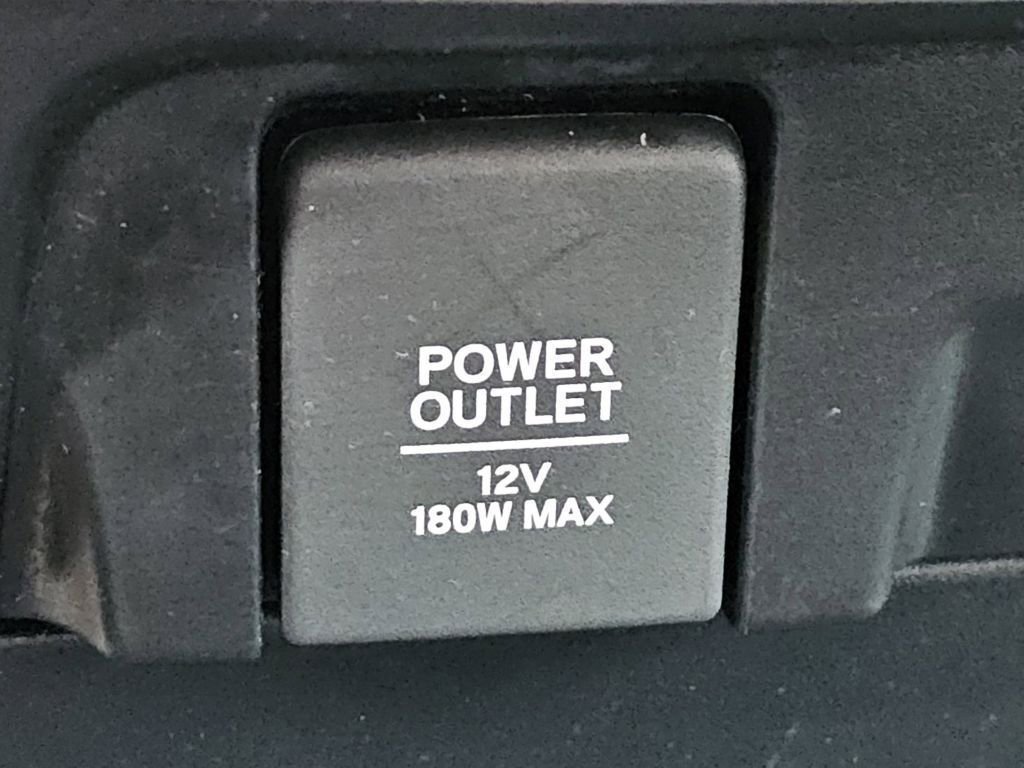 POWER
OUTLET
12V
180W MAX